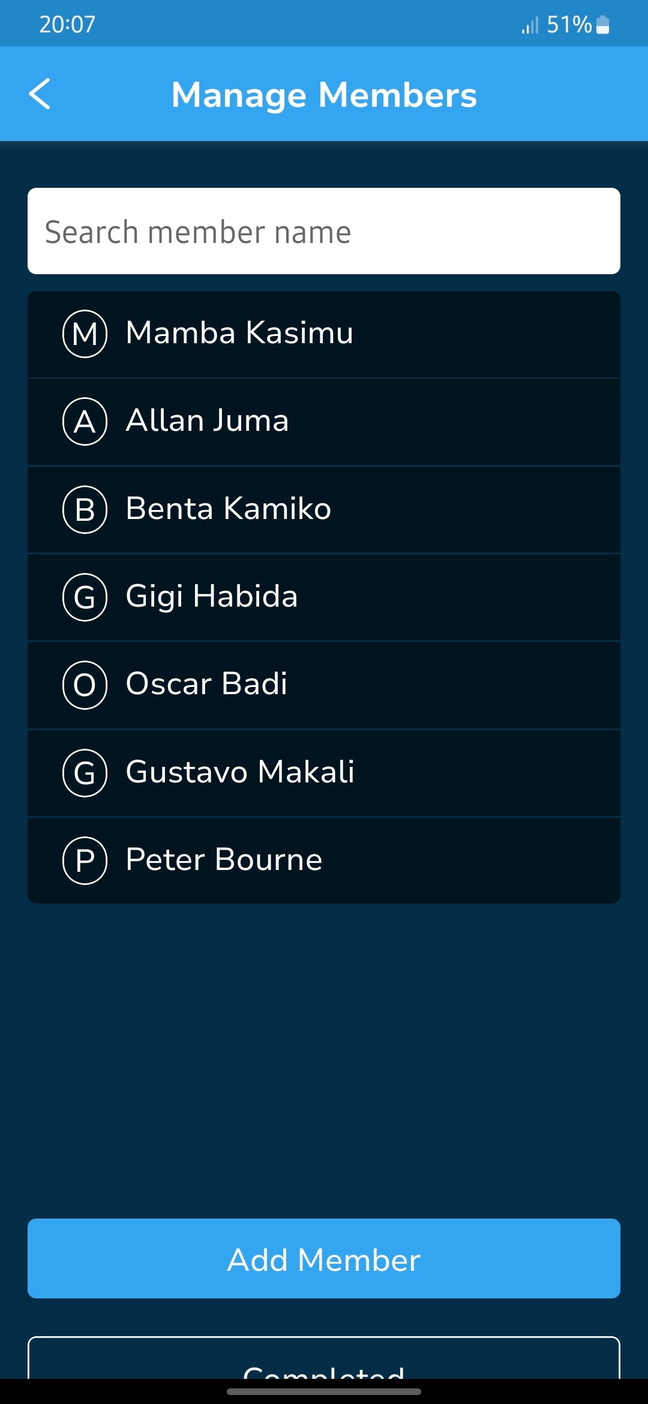 20:07 51%
Manage Members
Search member name
M Mamba Kasimu
A Allan Juma
B Benta Kamiko
G Gigi Habida
O Oscar Badi
G Gustavo Makali
P Peter Bourne
Add Member
Completed